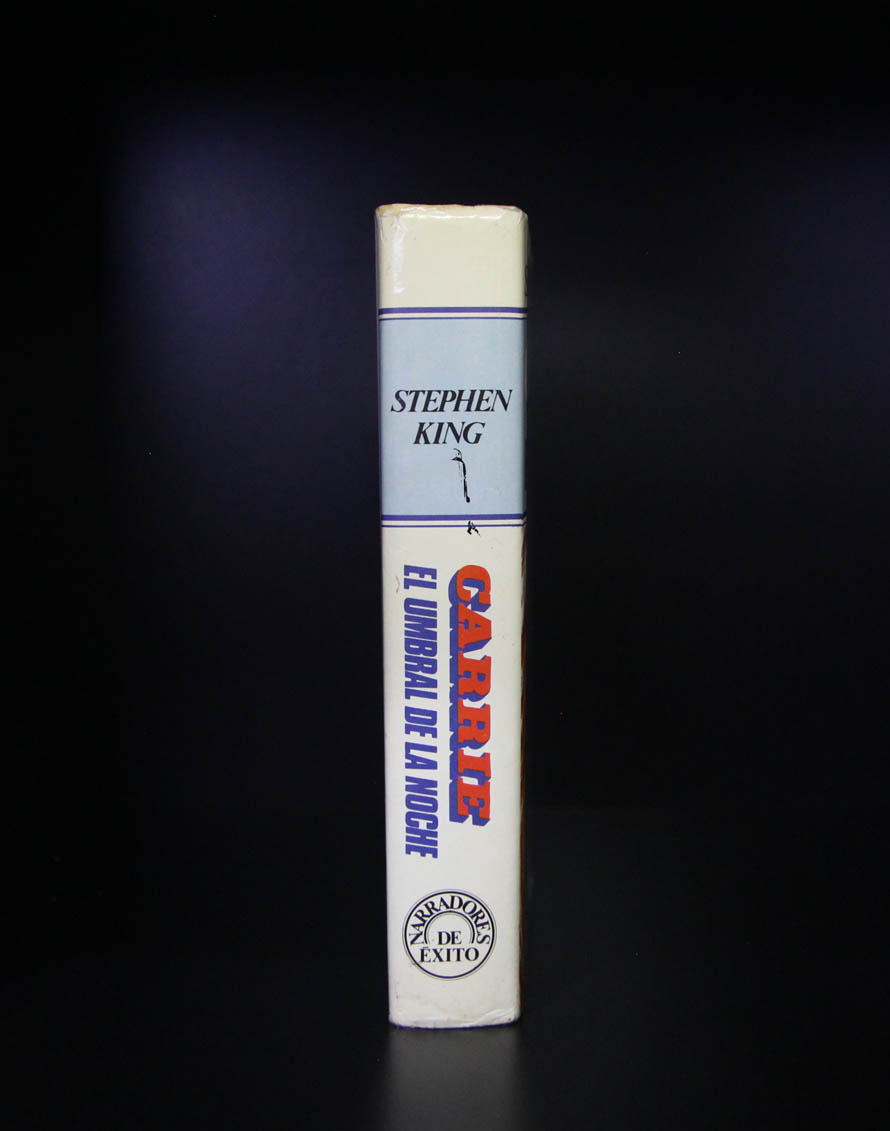 STEPHEN
KING
CARRIE
EL UMBRAL DE LA NOCHE
NARRADORES
DE
ÉXITO